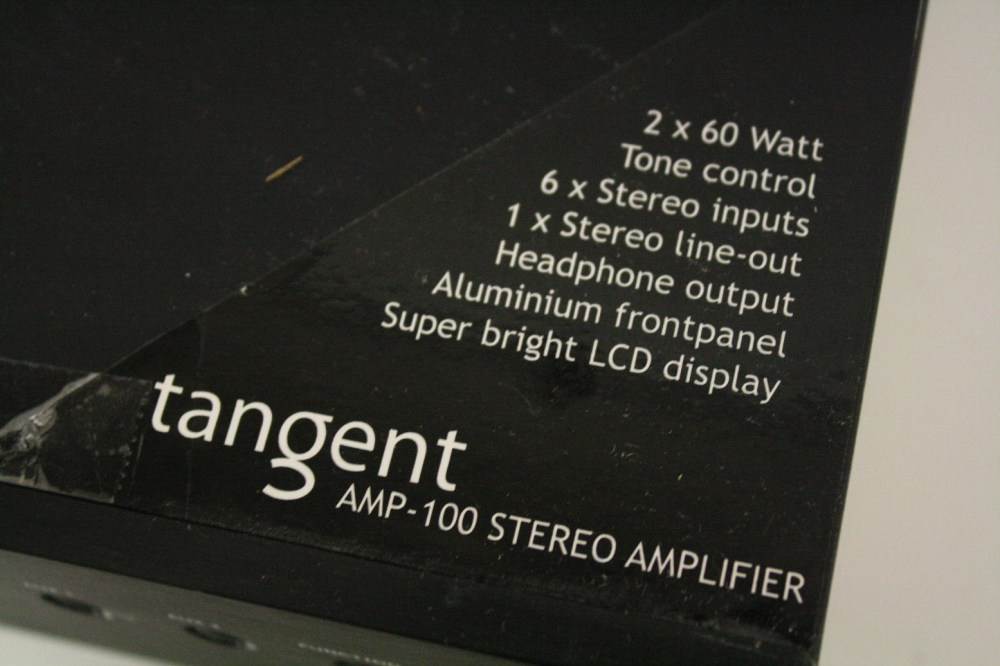 2 x 60 Watt
Tone control
6 x Stereo inputs
1 x Stereo line-out
Headphone output
Aluminium frontpanel
Super bright LCD display
tangent
AMP-100 STEREO AMPLIFIER